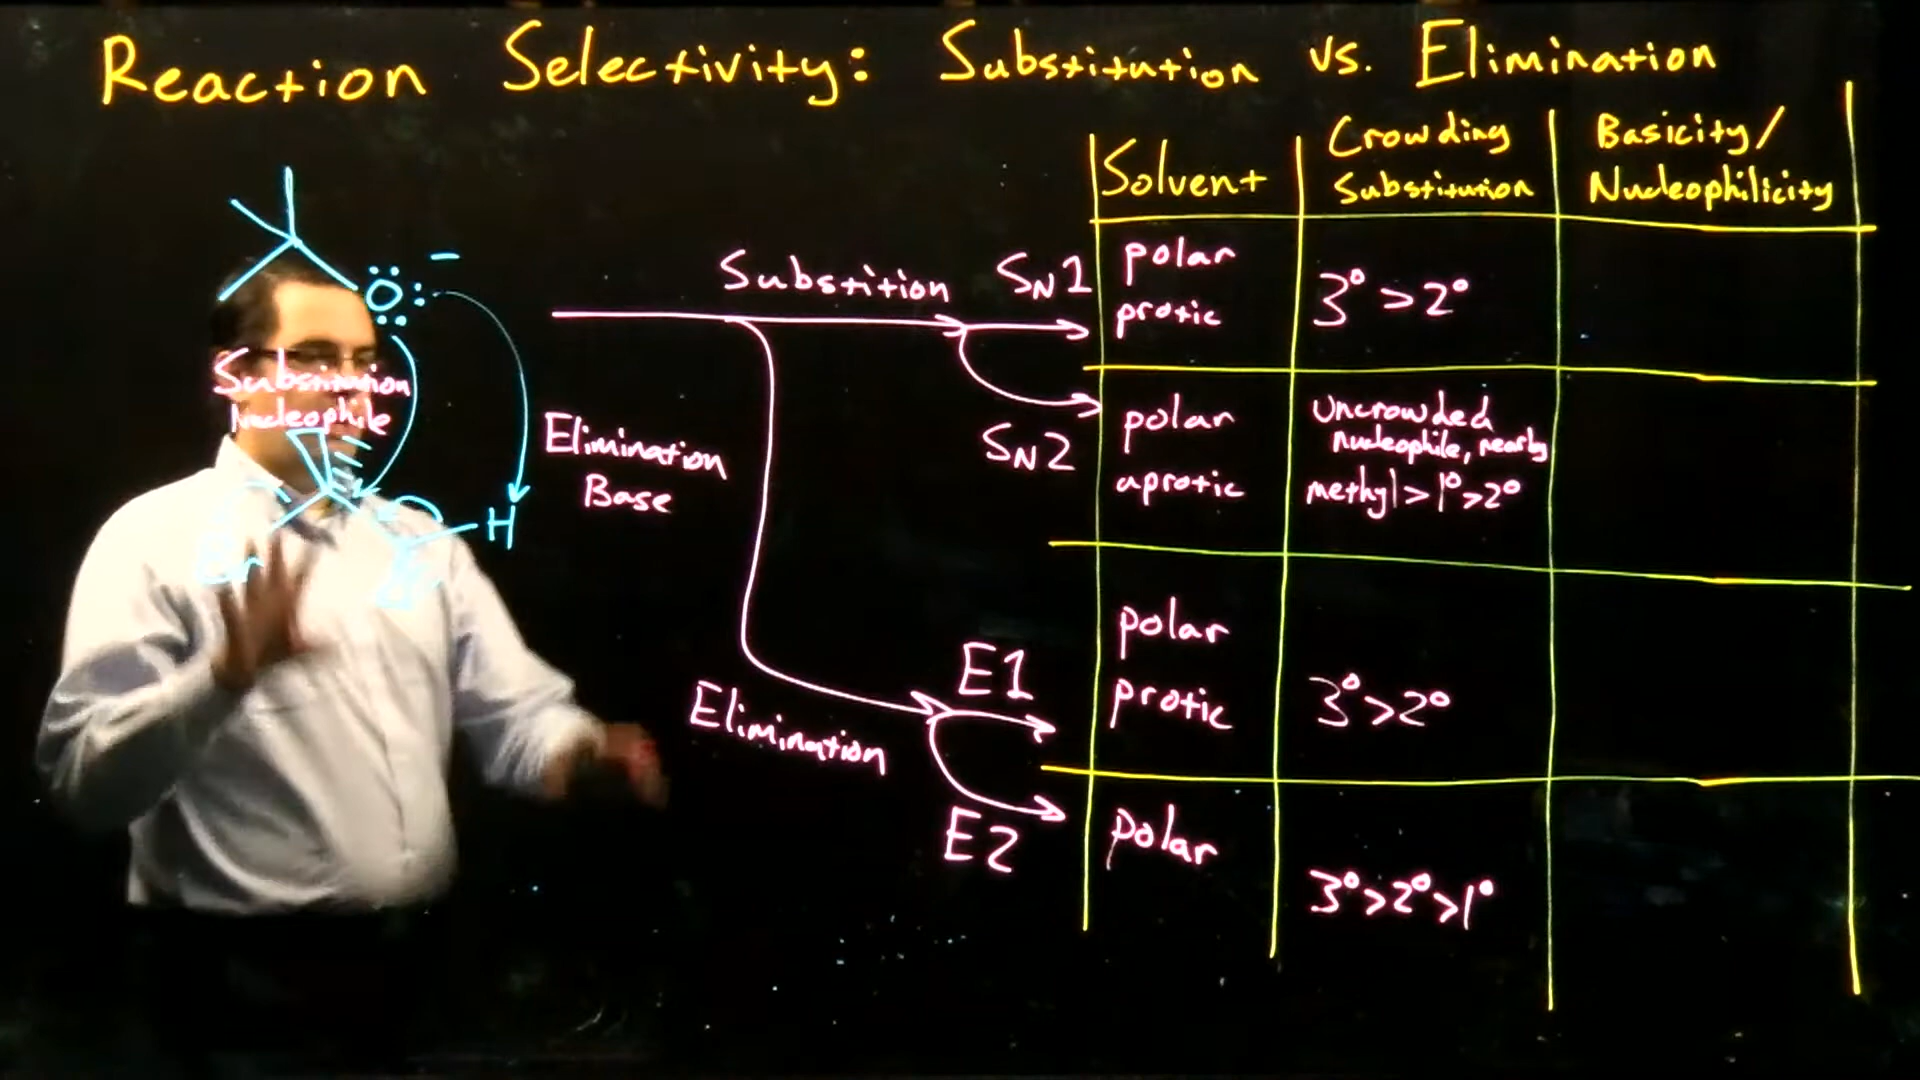 Reaction Selectivity: Substitution vs. Elimination
Solvent
Crowding
Substitution
Basicity/
Nucleophilicity
O:
−
Substitution
Nucleophile
H
Br
Elimination
Base
Substition
SN1
SN2
Elimination
E1
E2
polar
protic
3° > 2°
polar
aprotic
Uncrowded
nucleophile, nearby
methyl > 1° > 2°
polar
protic
3° > 2°
polar
3° > 2° > 1°